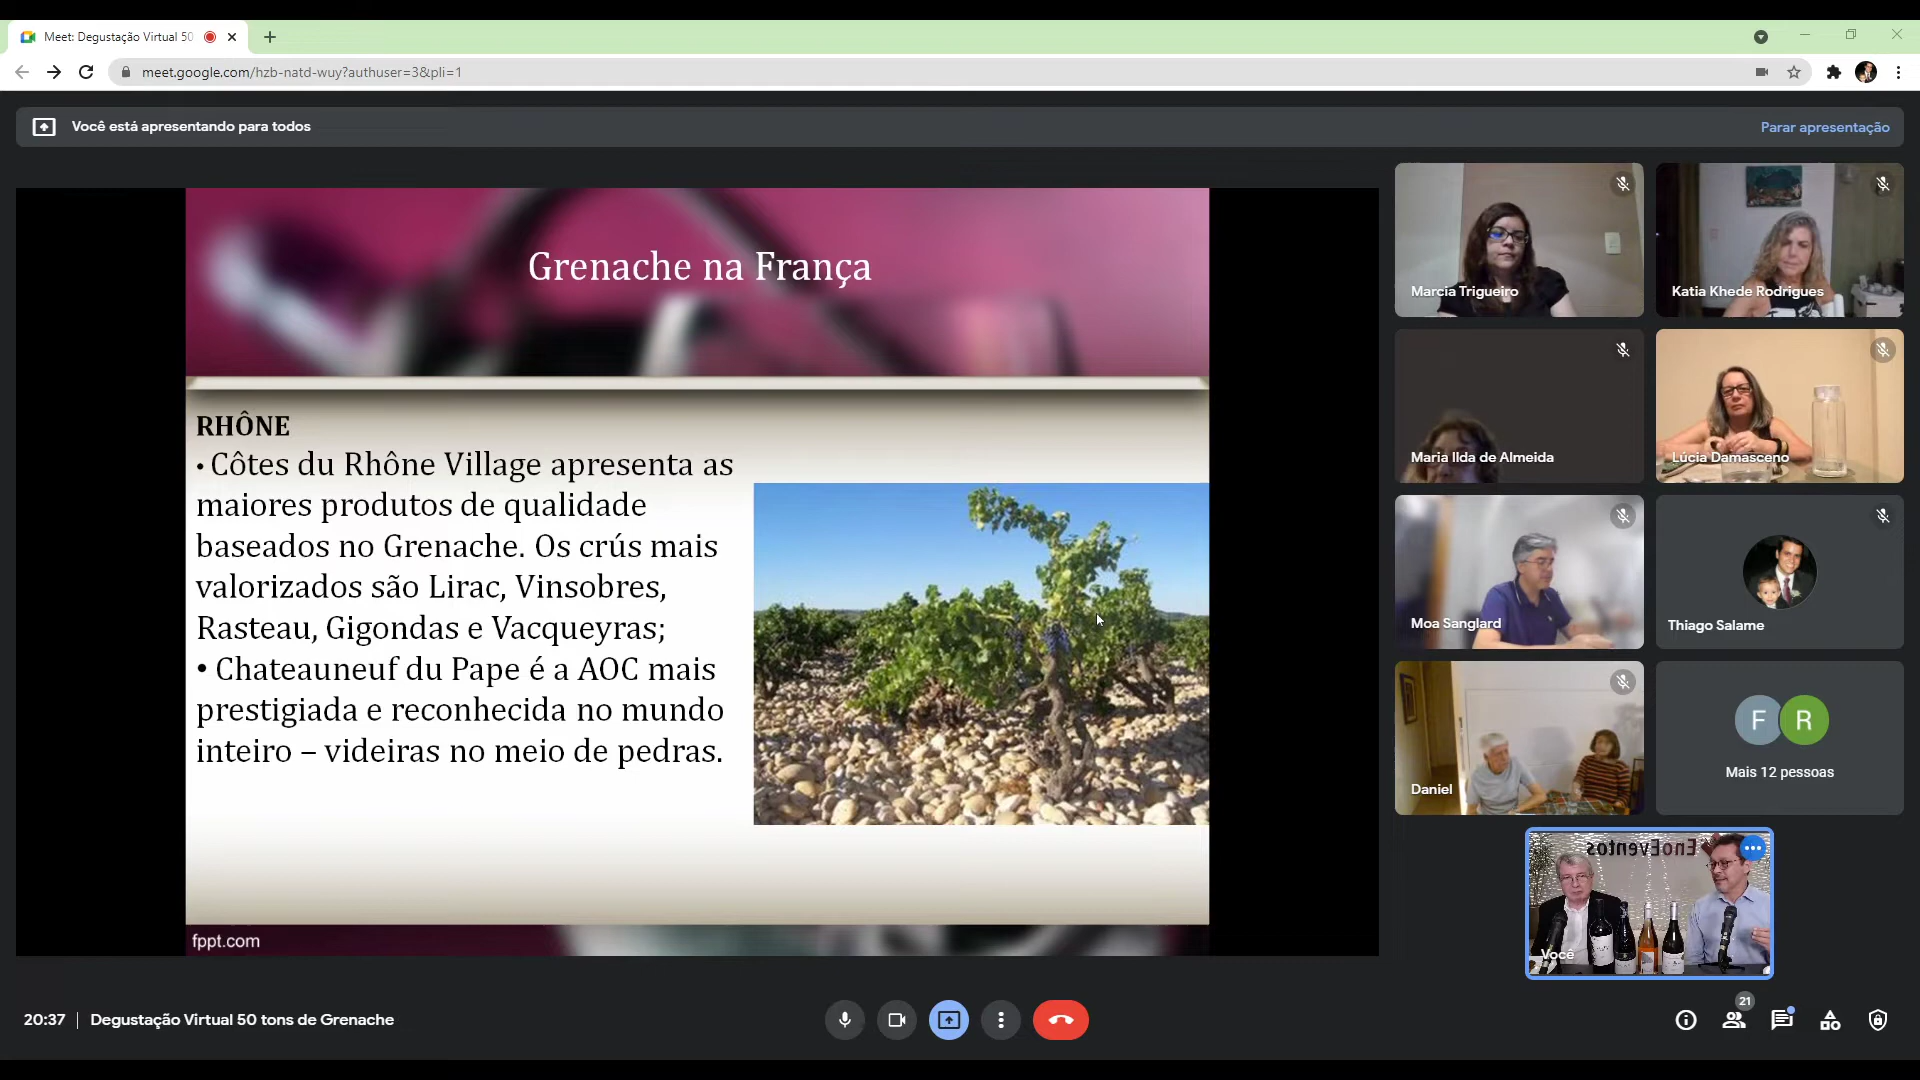 Meet: Degustação Virtual 50
meet.google.com/hzb-natd-wuy?authuser=3&pli=1
Você está apresentando para todos
Parar apresentação
Grenache na França
RHÔNE
• Côtes du Rhône Village apresenta as
maiores produtos de qualidade
baseados no Grenache. Os crús mais
valorizados são Lirac, Vinsobres,
Rasteau, Gigondas e Vacqueyras;
• Chateauneuf du Pape é a AOC mais
prestigiada e reconhecida no mundo
inteiro – videiras no meio de pedras.
fppt.com
Marcia Trigueiro
Katia Khede Rodrigues
Maria Ilda de Almeida
Lúcia Damasceno
Moa Sanglard
Thiago Salame
Daniel
F R
Mais 12 pessoas
EnoEventos
Você
20:37 | Degustação Virtual 50 tons de Grenache
21